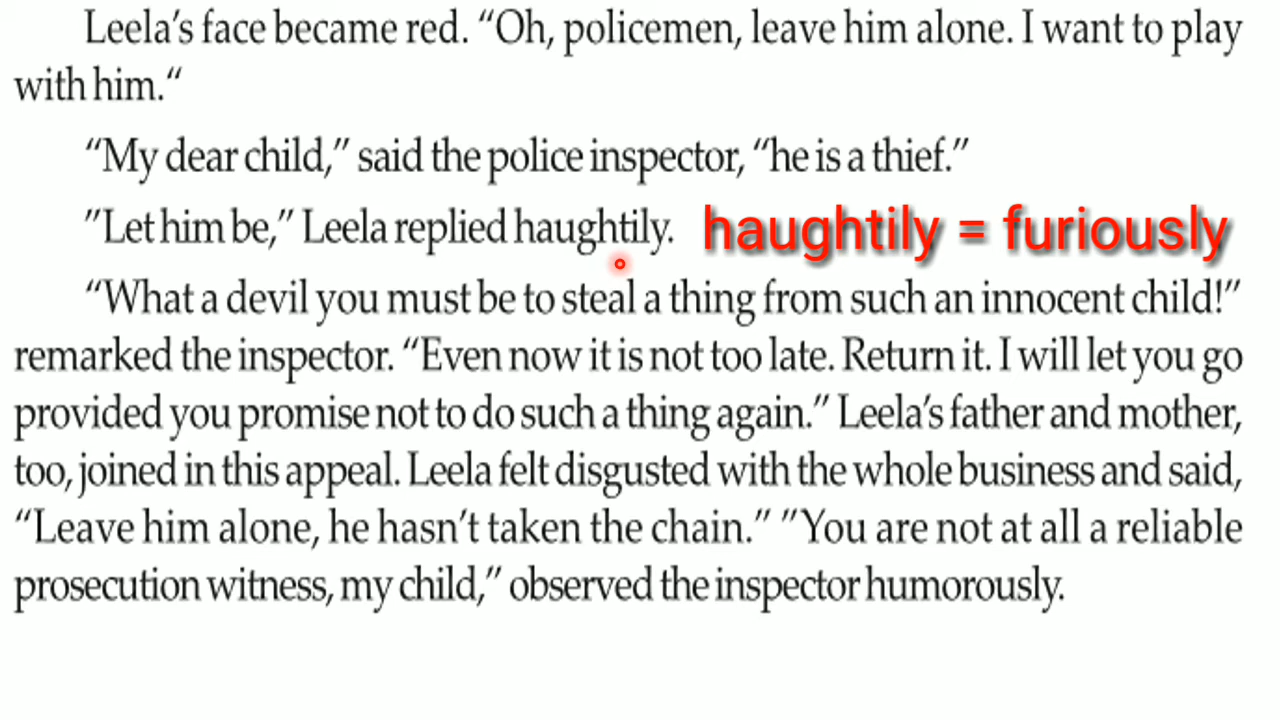 Leela’s face became red. “Oh, policemen, leave him alone. I want to play
with him.“
“My dear child,” said the police inspector, “he is a thief.”
”Let him be,” Leela replied haughtily. haughtily = furiously
“What a devil you must be to steal a thing from such an innocent child!”
remarked the inspector. “Even now it is not too late. Return it. I will let you go
provided you promise not to do such a thing again.” Leela’s father and mother,
too, joined in this appeal. Leela felt disgusted with the whole business and said,
“Leave him alone, he hasn’t taken the chain.” ”You are not at all a reliable
prosecution witness, my child,” observed the inspector humorously.